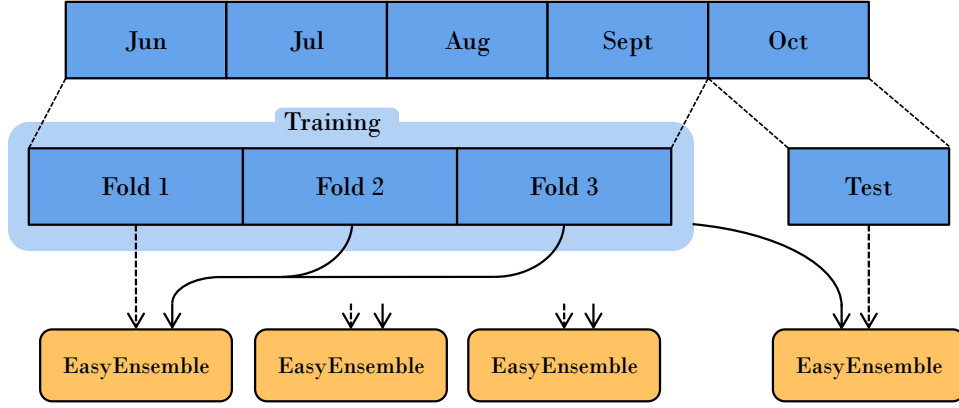 Jun Jul Aug Sept Oct
Training
Fold 1 Fold 2 Fold 3 Test
EasyEnsemble EasyEnsemble EasyEnsemble EasyEnsemble